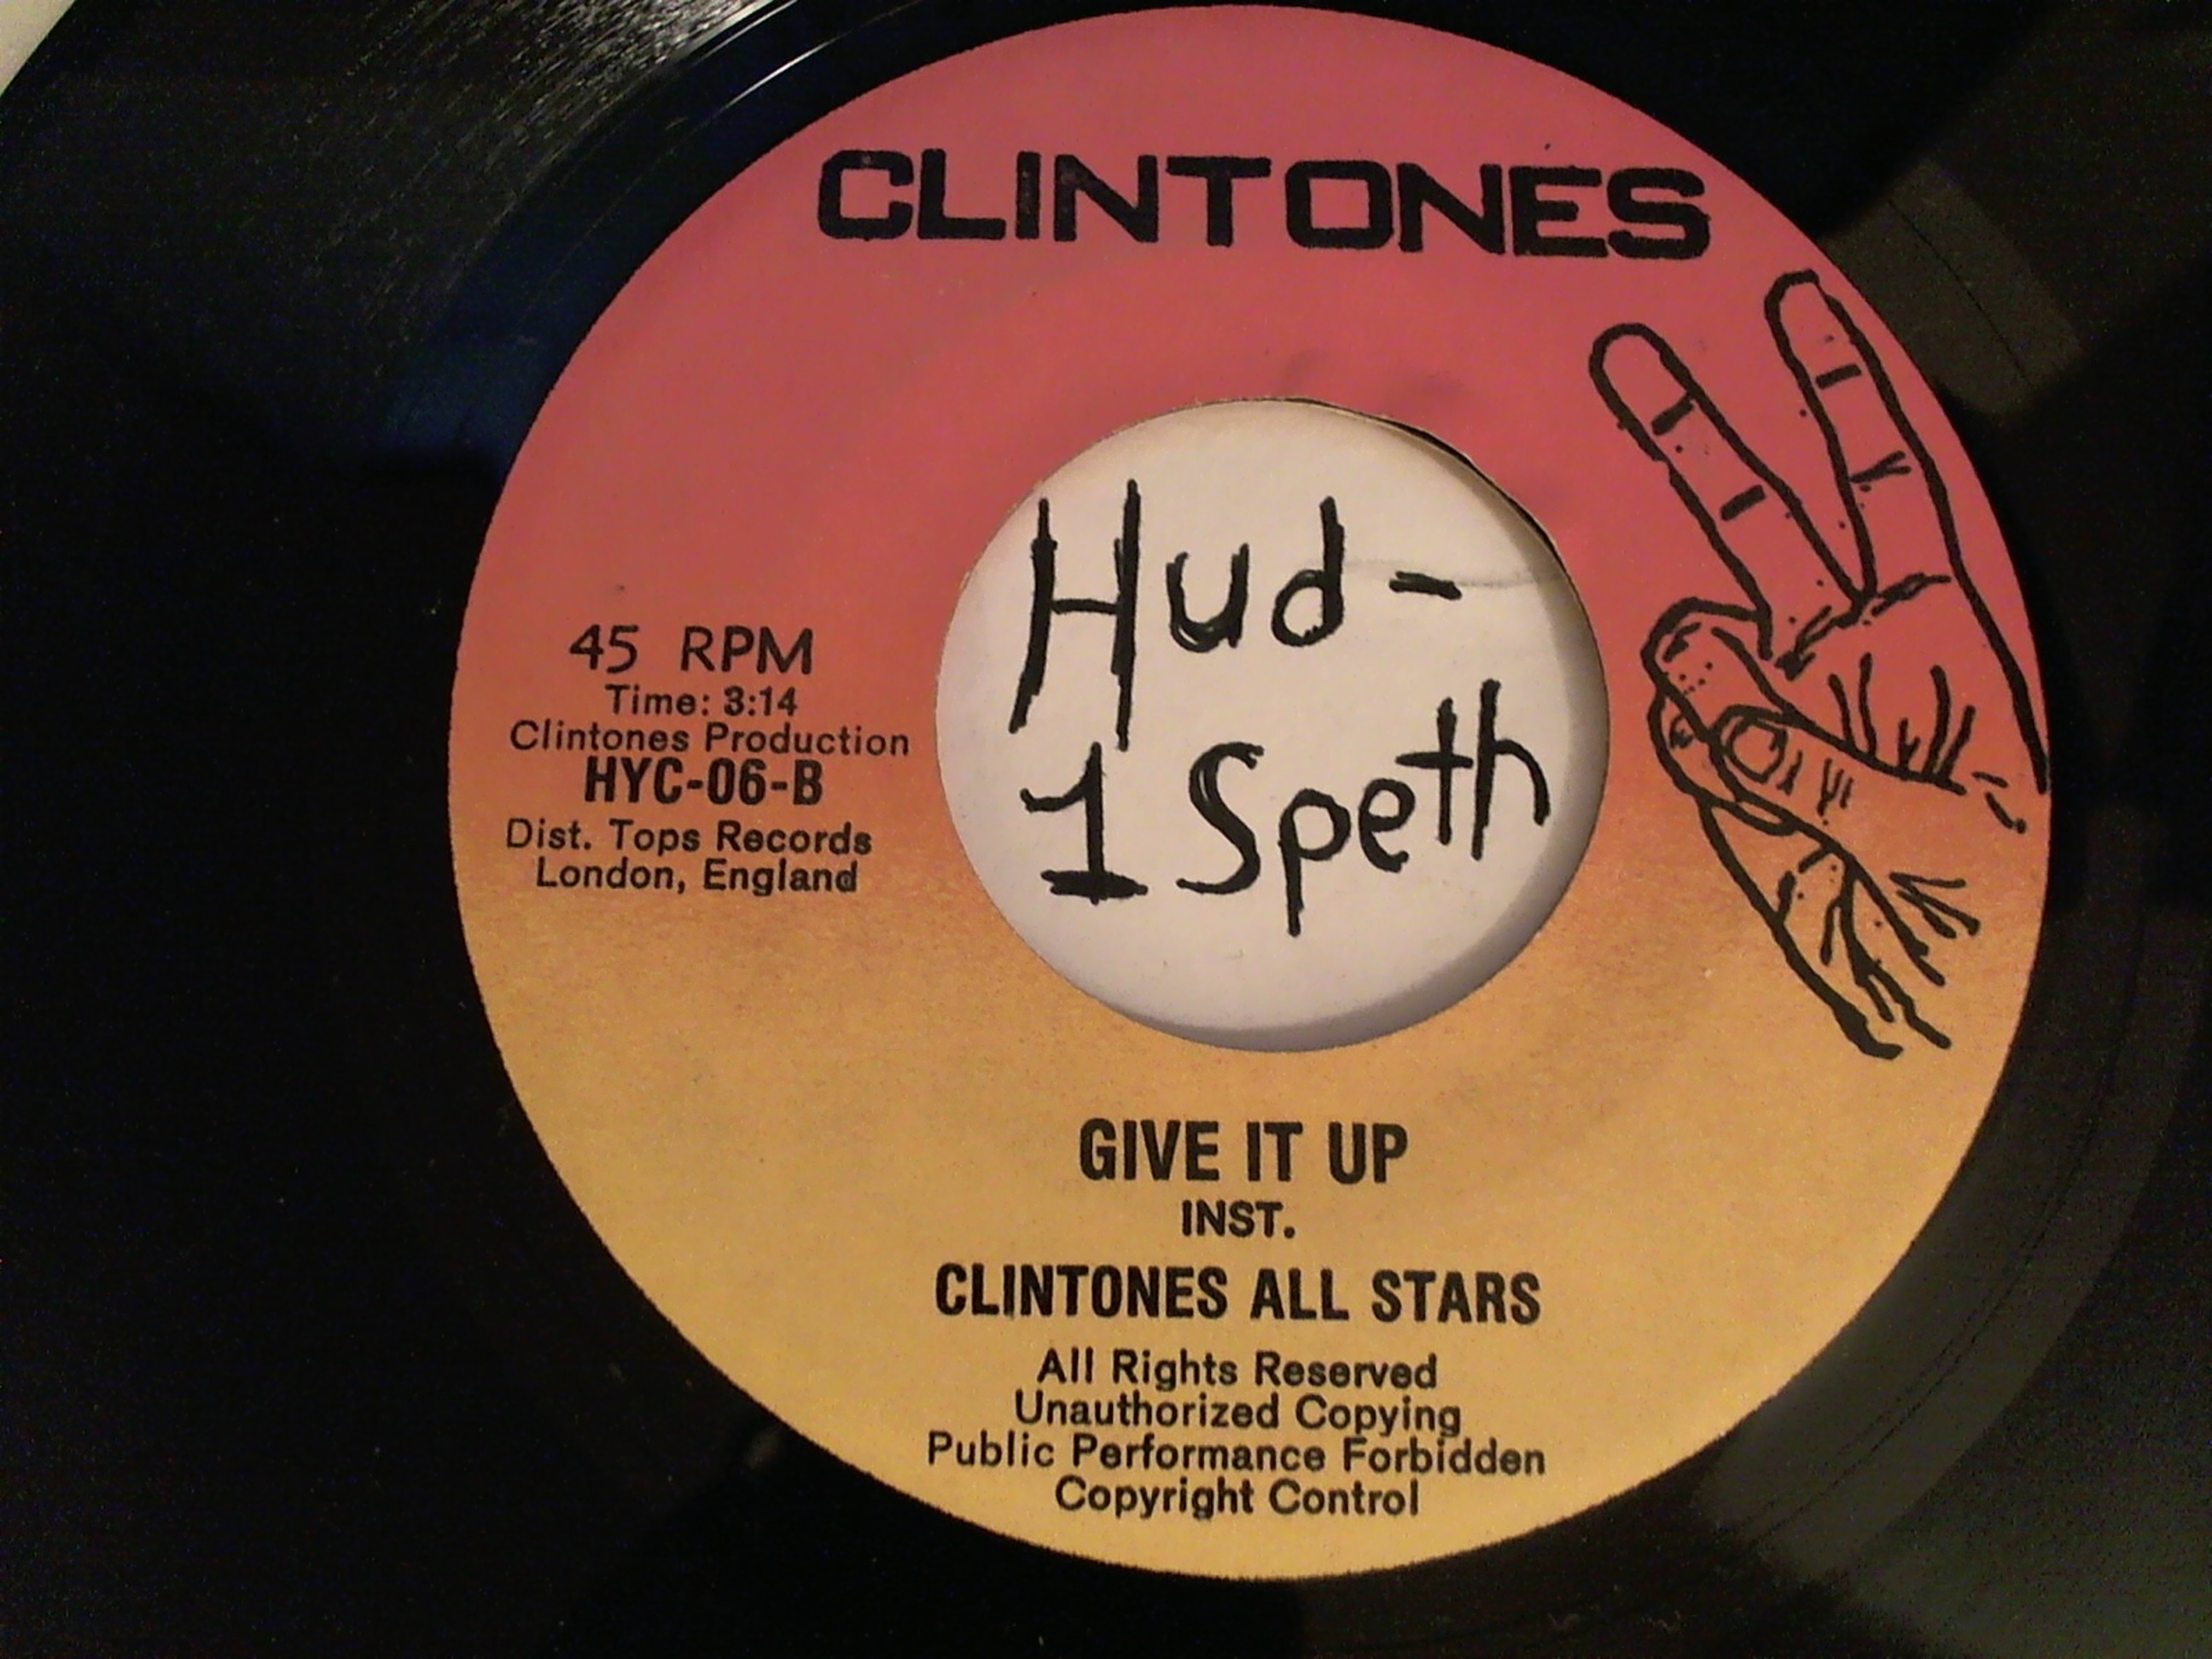 CLINTONES
Hud-
1 Speth
45 RPM
Time: 3:14
Clintones Production
HYC-06-B
Dist. Tops Records
London, England
GIVE IT UP
INST.
CLINTONES ALL STARS
All Rights Reserved
Unauthorized Copying
Public Performance Forbidden
Copyright Control